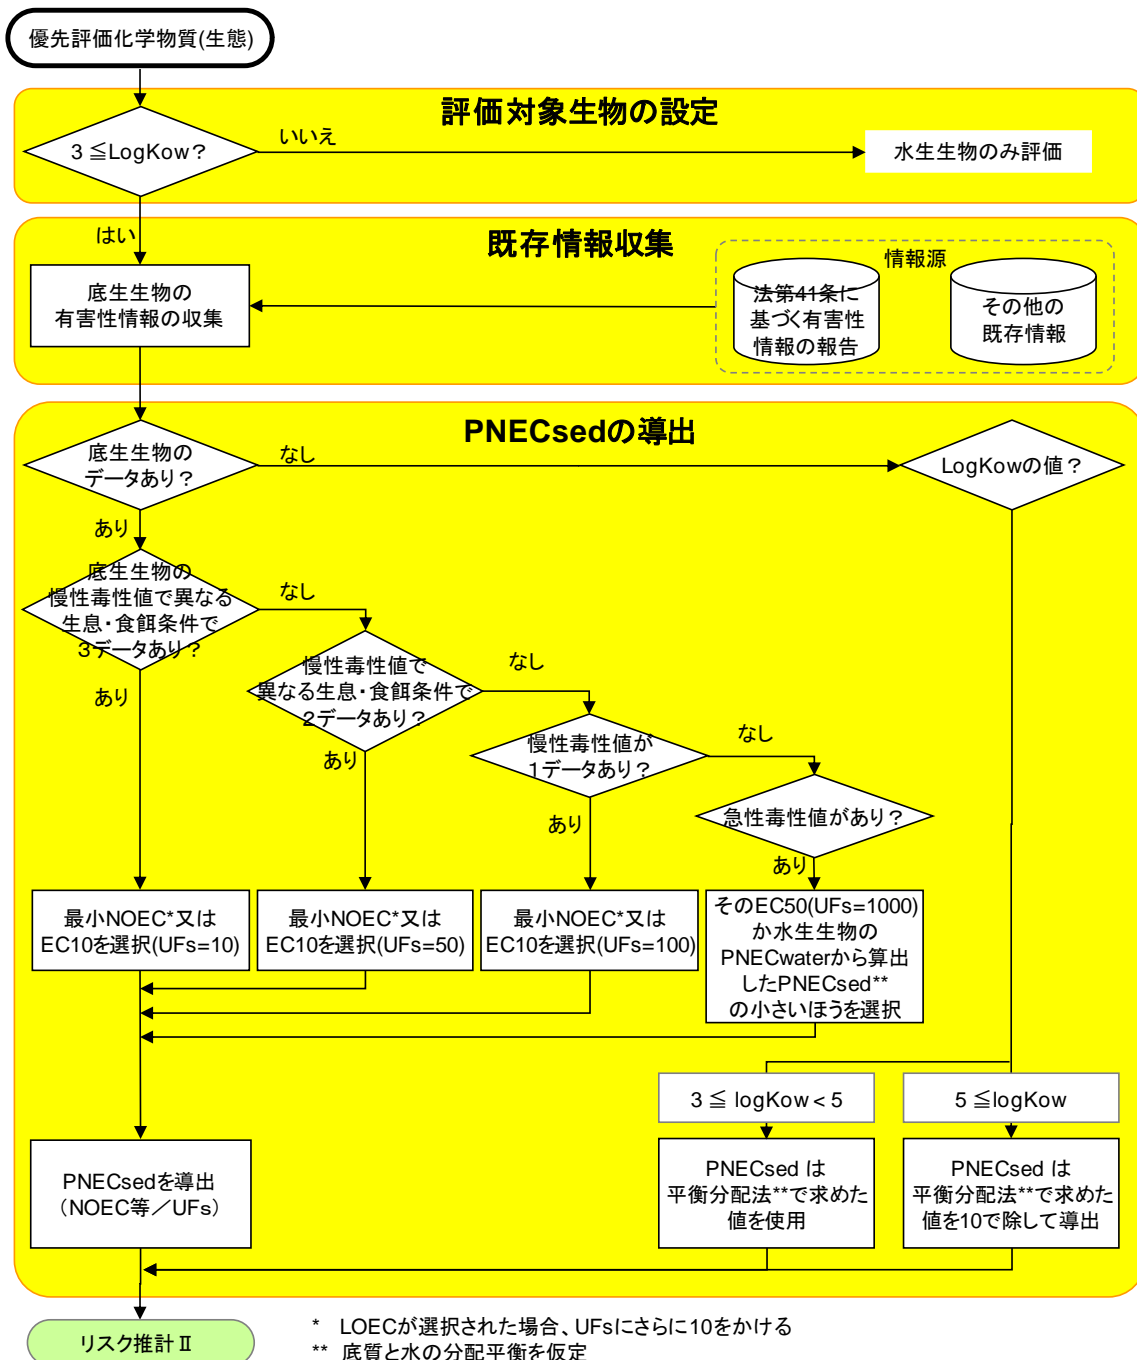 優先評価化学物質(生態)
評価対象生物の設定
3 ≦LogKow？
いいえ
水生生物のみ評価
はい
既存情報収集
情報源
底生生物の
有害性情報の収集
法第41条に
基づく有害性
情報の報告
その他の
既存情報
PNECsedの導出
底生生物の
データあり？
なし
LogKowの値？
あり
底生生物の
慢性毒性値で異なる
生息・食餌条件で
３データあり？
なし
あり
慢性毒性値で
異なる生息・食餌条件で
２データあり？
なし
あり
慢性毒性値が
１データあり？
なし
あり
急性毒性値があり？
あり
最小NOEC*又は
EC10を選択(UFs=10)
最小NOEC*又は
EC10を選択(UFs=50)
最小NOEC*又は
EC10を選択(UFs=100)
そのEC50(UFs=1000)
か水生生物の
PNECwaterから算出
したPNECsed**
の小さいほうを選択
3 ≦ logKow < 5
5 ≦logKow
PNECsedを導出
（NOEC等／UFs）
PNECsed は
平衡分配法**で求めた
値を使用
PNECsed は
平衡分配法**で求めた
値を10で除して導出
リスク推計Ⅱ
* LOECが選択された場合、UFsにさらに10をかける
** 底質と水の分配平衡を仮定